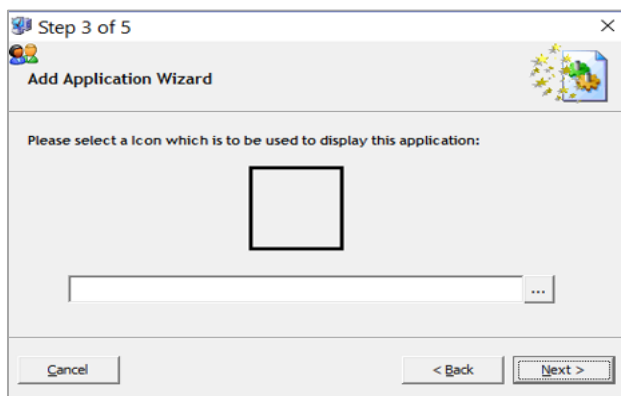 Step 3 of 5
Add Application Wizard
Please select a Icon which is to be used to display this application:
...
Cancel
< Back
Next >